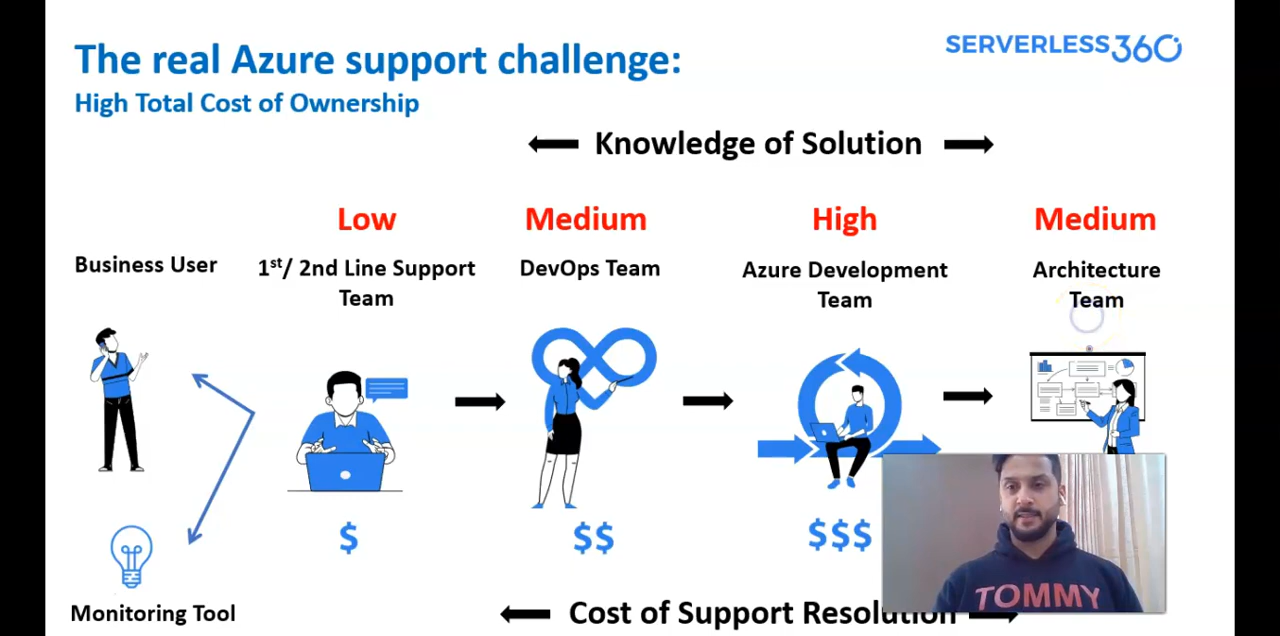 The real Azure support challenge:
SERVERLESS360
High Total Cost of Ownership
Knowledge of Solution
Low
Medium
High
Medium
Business User
1st/ 2nd Line Support
Team
DevOps Team
Azure Development
Team
Architecture
Team
$
$$
$$$
Monitoring Tool
Cost of Support Resolution
TOMMY